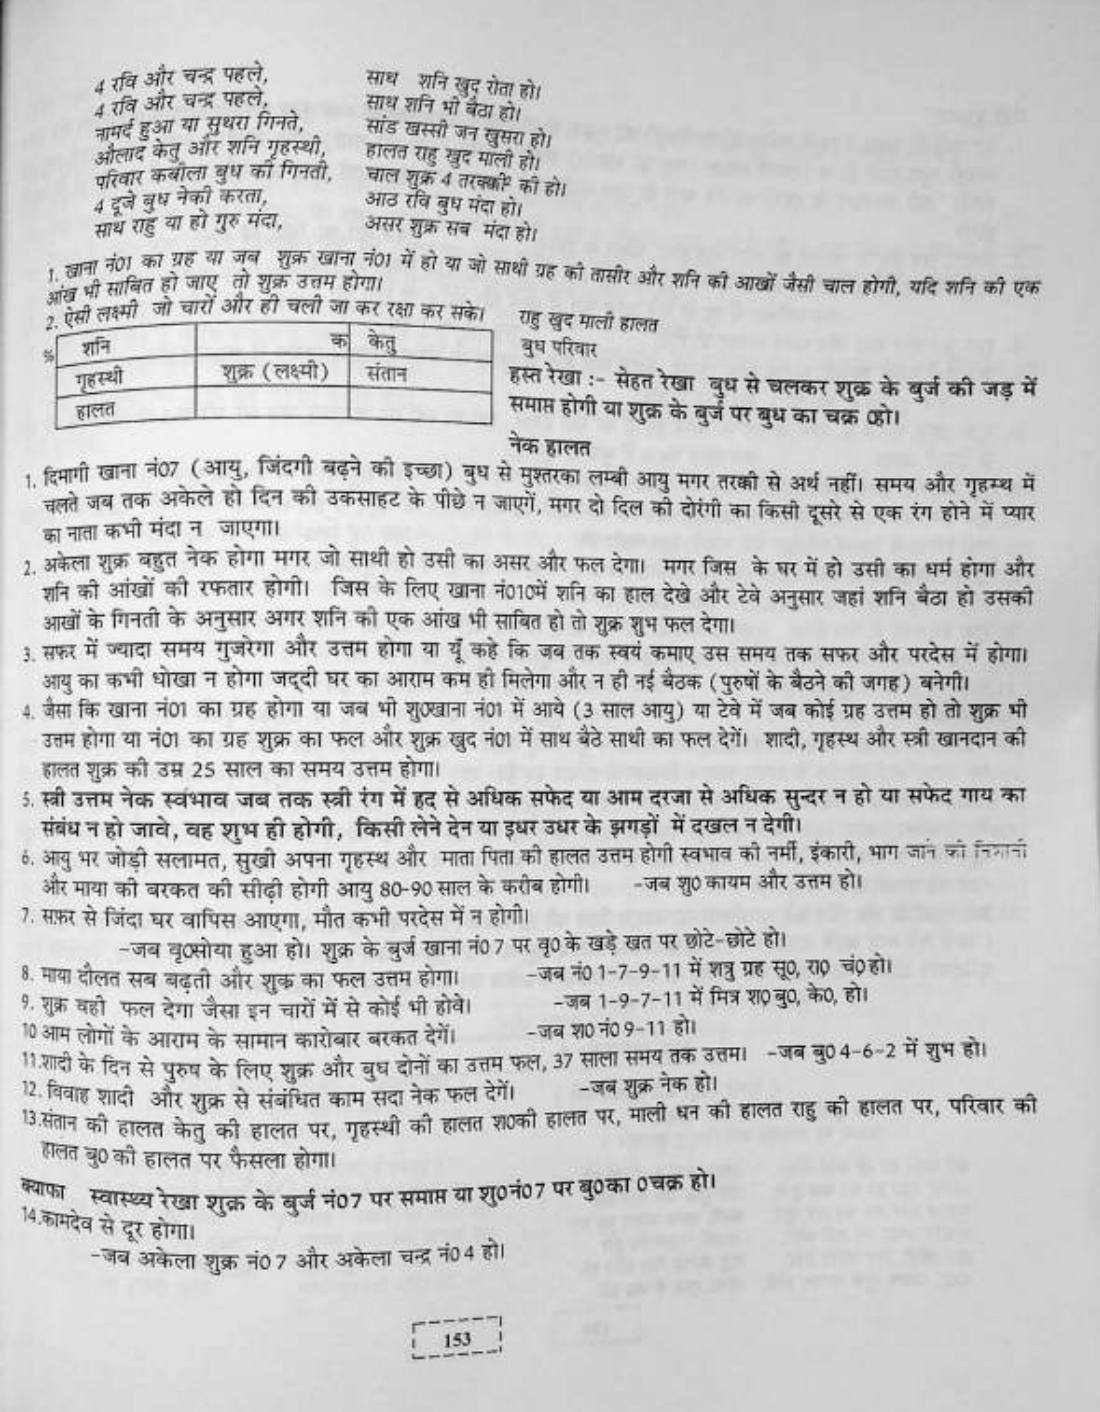 4 रवि और चन्द्र पहले, साथ शनि खुद रोता हो।
4 रवि और चन्द्र पहले, साथ शनि भी बैठा हो।
नामर्द हुआ या सुथरा गिनते, सांड खस्सी जन खुसरा हो।
औलाद केतु और शनि गृहस्थी, हालत राहु खुद माली हो।
परिवार कबीला बुध की गिनती, चाल शुक्र 4 तरक्की² की हो।
4 दूजे बुध नेकी करता, आठ रवि बुध मंदा हो।
साथ राहु या हो गुरु मंदा, असर शुक्र सब मंदा हो।
1. खाना नं01 का ग्रह या जब शुक्र खाना नं01 में हो या जो साथी ग्रह की तासीर और शनि की आखों जैसी चाल होगी, यदि शनि की एक
आंख भी साबित हो जाए तो शुक्र उत्तम होगा।
2. ऐसी लक्ष्मी जो चारों और ही चली जा कर रक्षा कर सके। राहु खुद माली हालत
% शनि क केतु बुध परिवार
गृहस्थी शुक्र (लक्ष्मी) संतान हस्त रेखा :- सेहत रेखा बुध से चलकर शुक्र के बुर्ज की जड़ में
हालत समाप्त होगी या शुक्र के बुर्ज पर बुध का चक्र 0हो।
नेक हालत
1. दिमागी खाना नं07 (आयु, जिंदगी बढ़ने की इच्छा) बुध से मुश्तरका लम्बी आयु मगर तरक्की से अर्थ नहीं। समय और गृहस्थ में
चलते जब तक अकेले हो दिन की उकसाहट के पीछे न जाएगें, मगर दो दिल की दोरंगी का किसी दूसरे से एक रंग होने में प्यार
का नाता कभी मंदा न जाएगा।
2. अकेला शुक्र बहुत नेक होगा मगर जो साथी हो उसी का असर और फल देगा। मगर जिस के घर में हो उसी का धर्म होगा और
शनि की आंखों की रफतार होगी। जिस के लिए खाना नं010में शनि का हाल देखे और टेवे अनुसार जहां शनि बैठा हो उसकी
आखों के गिनती के अनुसार अगर शनि की एक आंख भी साबित हो तो शुक्र शुभ फल देगा।
3. सफर में ज्यादा समय गुजरेगा और उत्तम होगा या यूँ कहे कि जब तक स्वयं कमाए उस समय तक सफर और परदेस में होगा।
आयु का कभी धोखा न होगा जद्दी घर का आराम कम ही मिलेगा और न ही नई बैठक (पुरुषों के बैठने की जगह) बनेगी।
4. जैसा कि खाना नं01 का ग्रह होगा या जब भी शु0खाना नं01 में आये (3 साल आयु) या टेवे में जब कोई ग्रह उत्तम हो तो शुक्र भी
उत्तम होगा या नं01 का ग्रह शुक्र का फल और शुक्र खुद नं01 में साथ बैठे साथी का फल देगें। शादी, गृहस्थ और स्त्री खानदान की
हालत शुक्र की उम्र 25 साल का समय उत्तम होगा।
5. स्त्री उत्तम नेक स्वभाव जब तक स्त्री रंग में हद से अधिक सफेद या आम दरजा से अधिक सुन्दर न हो या सफेद गाय का
संबंध न हो जावे, वह शुभ ही होगी, किसी लेने देन या इधर उधर के झगड़ों में दखल न देगी।
6. आयु भर जोड़ी सलामत, सुखी अपना गृहस्थ और माता पिता की हालत उत्तम होगी स्वभाव की नर्मी, इंकारी, भाग जाने की निशानी
और माया की बरकत की सीढ़ी होगी आयु 80-90 साल के करीब होगी। -जब शु0 कायम और उत्तम हो।
7. सफ़र से जिंदा घर वापिस आएगा, मौत कभी परदेस में न होगी।
-जब वृ0सोया हुआ हो। शुक्र के बुर्ज खाना नं0 7 पर वृ0 के खड़े खत पर छोटे-छोटे हो।
8. माया दौलत सब बढ़ती और शुक्र का फल उत्तम होगा। -जब नं0 1-7-9-11 में शत्रु ग्रह सू0, रा0 चं0 हो।
9. शुक्र वही फल देगा जैसा इन चारों में से कोई भी होवे। -जब 1-9-7-11 में मित्र श0 बु0, के0, हो।
10 आम लोगों के आराम के सामान कारोबार बरकत देगें। -जब श0 नं0 9-11 हो।
11.शादी के दिन से पुरुष के लिए शुक्र और बुध दोनों का उत्तम फल, 37 साला समय तक उत्तम। -जब बु0 4-6-2 में शुभ हो।
12. विवाह शादी और शुक्र से संबंधित काम सदा नेक फल देगें। -जब शुक्र नेक हो।
13.संतान की हालत केतु की हालत पर, गृहस्थी की हालत श0की हालत पर, माली धन की हालत राहु की हालत पर, परिवार की
हालत बु0 की हालत पर फैसला होगा।
क्याफा स्वास्थ्य रेखा शुक्र के बुर्ज नं07 पर समाप्त या शु0नं07 पर बु0का 0चक्र हो।
14.कामदेव से दूर होगा।
-जब अकेला शुक्र नं0 7 और अकेला चन्द्र नं0 4 हो।
153